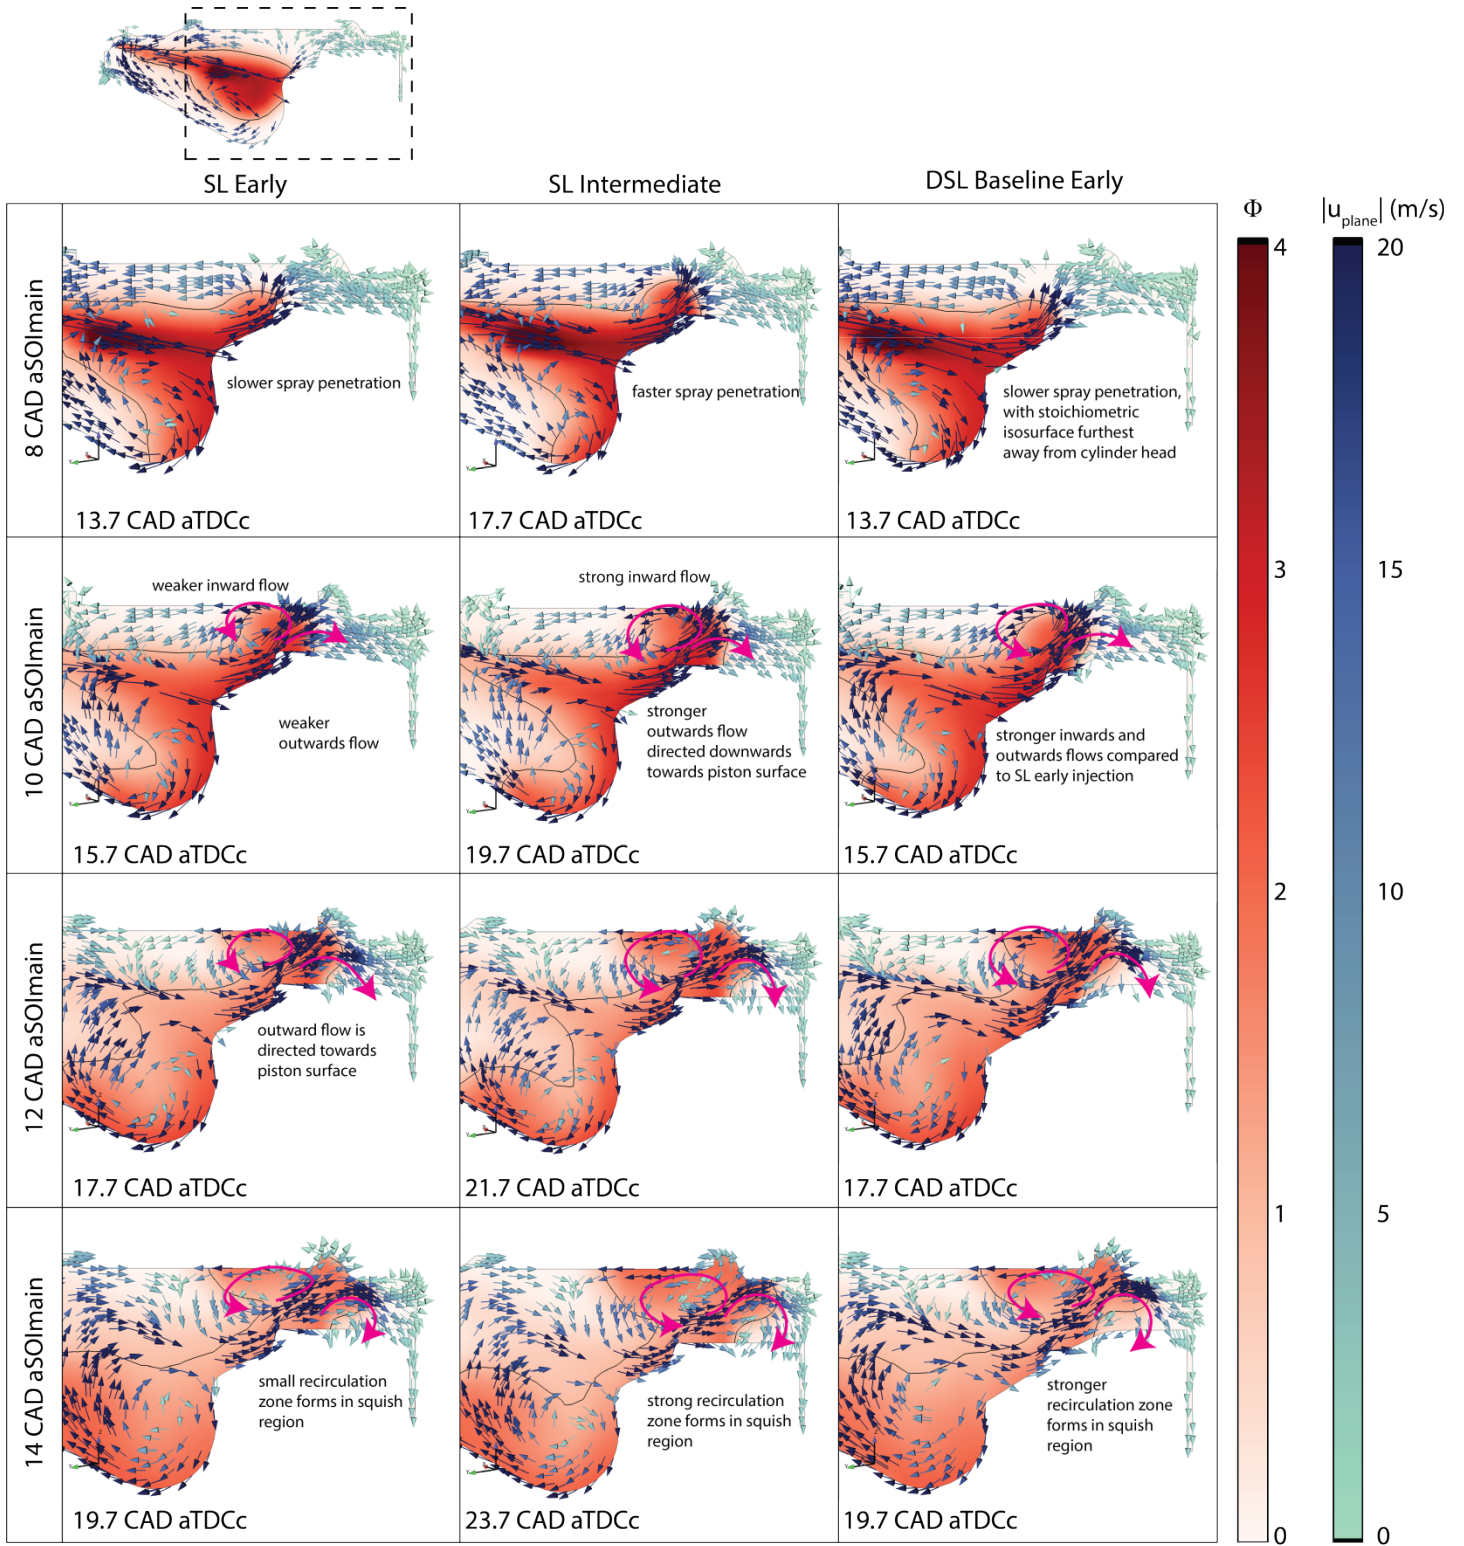 SL Early
SL Intermediate
DSL Baseline Early
Φ
|u_plane| (m/s)
8 CAD aSOImain
slower spray penetration
13.7 CAD aTDCc
faster spray penetration
17.7 CAD aTDCc
slower spray penetration,
with stoichiometric
isosurface furthest
away from cylinder head
13.7 CAD aTDCc
10 CAD aSOImain
weaker inward flow
weaker
outwards flow
15.7 CAD aTDCc
strong inward flow
stronger
outwards flow
directed downwards
towards piston surface
19.7 CAD aTDCc
stronger inwards and
outwards flows compared
to SL early injection
15.7 CAD aTDCc
12 CAD aSOImain
outward flow is
directed towards
piston surface
17.7 CAD aTDCc
21.7 CAD aTDCc
17.7 CAD aTDCc
14 CAD aSOImain
small recirculation
zone forms in squish
region
19.7 CAD aTDCc
strong recirculation
zone forms in squish
region
23.7 CAD aTDCc
stronger
recirculation zone
forms in squish
region
19.7 CAD aTDCc
4
3
2
1
0
20
15
10
5
0